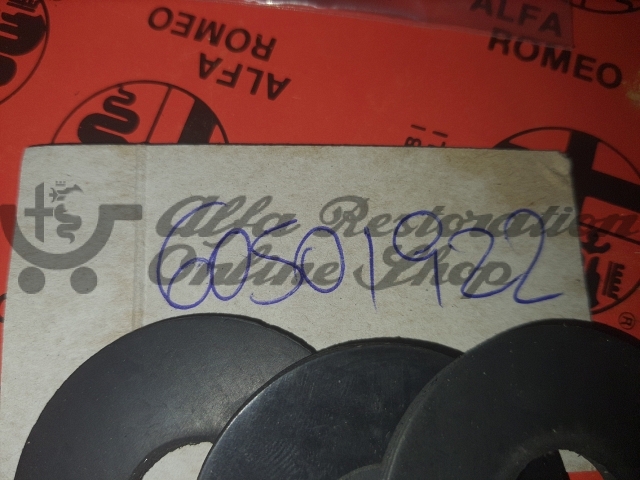 ALFA
ROMEO
ALFA
ROMEO
60501922
Alfa Restoration
Online Shop
®